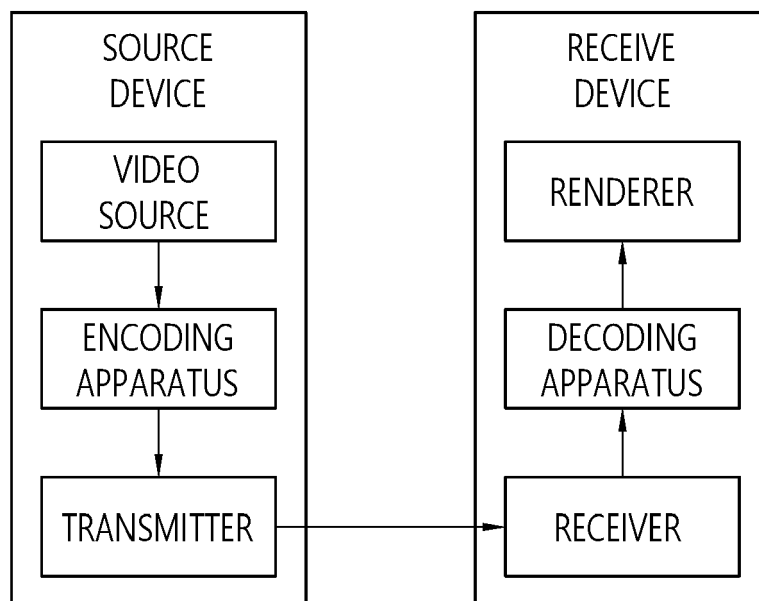 SOURCE
DEVICE
VIDEO
SOURCE
ENCODING
APPARATUS
TRANSMITTER
RECEIVE
DEVICE
RENDERER
DECODING
APPARATUS
RECEIVER